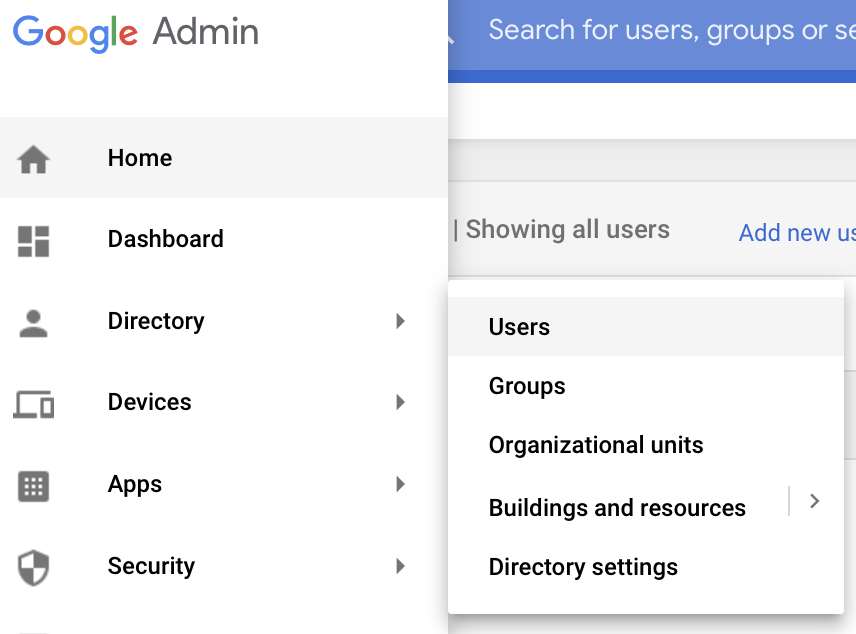 Google Admin
Search for users, groups or se
Home
Dashboard
Directory
Devices
Apps
Security
| Showing all users
Add new us
Users
Groups
Organizational units
Buildings and resources
Directory settings